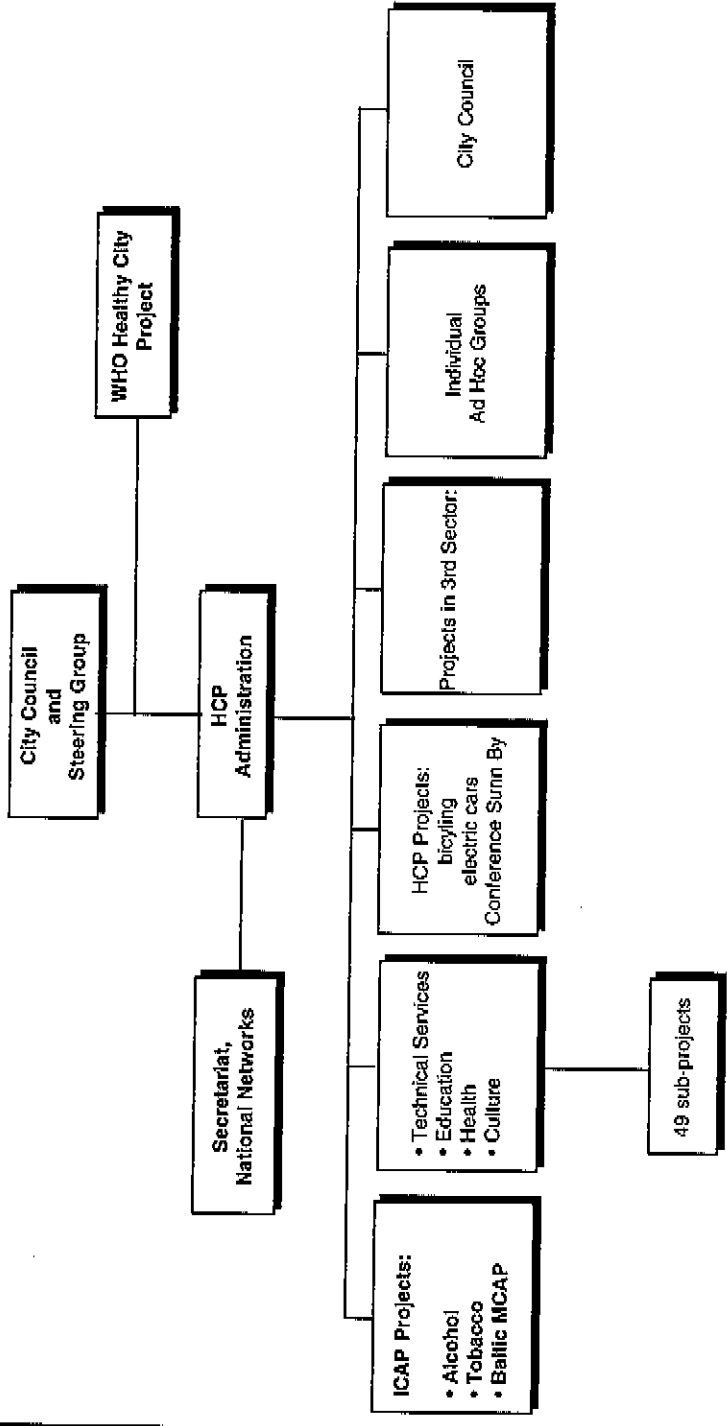 City Council
and
Steering Group
WHO Healthy City
Project
HCP
Administration
Secretariat,
National Networks
ICAP Projects:
• Alcohol
• Tobacco
• Baltic MCAP
• Technical Services
• Education
• Health
• Culture
HCP Projects:
bicyling
electric cars
Conference Sunn By
Projects in 3rd Sector:
Individual
Ad Hoc Groups
City Council
49 sub-projects